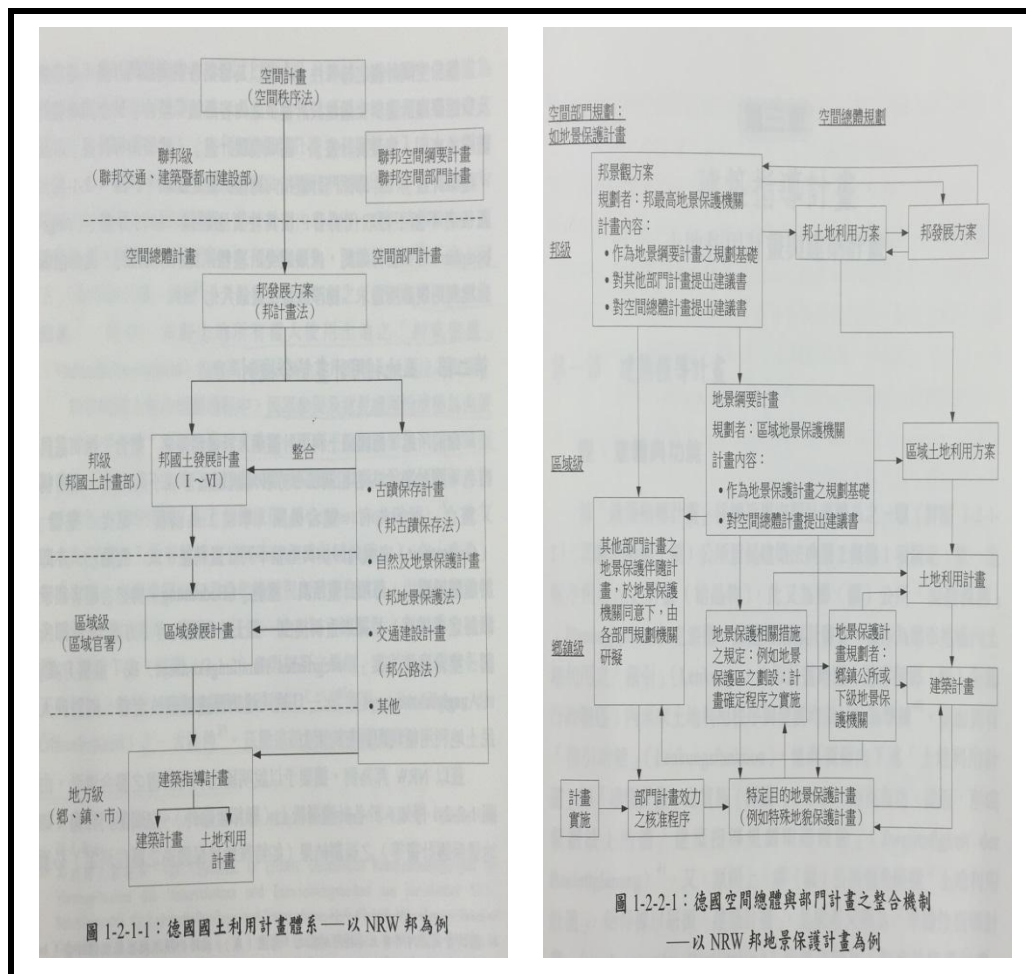 空間計畫
(空間秩序法)
聯邦級
(聯邦交通、建築暨都市建設部)
聯邦空間綱要計畫
聯邦空間部門計畫
空間總體計畫
空間部門計畫
邦發展方案
(邦計畫法)
邦級
(邦國土計畫部)
邦國土發展計畫
(I～VI)
整合
• 古蹟保存計畫
(邦古蹟保存法)
• 自然及地景保護計畫
(邦地景保護法)
• 交通建設計畫
(邦公路法)
• 其他
區域級
(區域官署)
區域發展計畫
地方級
(鄉、鎮、市)
建築指導計畫
建築計畫
土地利用
計畫
圖 1-2-1-1：德國國土利用計畫體系——以 NRW 邦為例
空間部門規劃：
如地景保護計畫
空間總體規劃
邦級
邦景觀方案
規劃者：邦最高地景保護機關
計畫內容：
• 作為地景綱要計畫之規劃基礎
• 對其他部門計畫提出建議書
• 對空間總體計畫提出建議書
邦土地利用方案
邦發展方案
區域級
地景綱要計畫
規劃者：區域地景保護機關
計畫內容：
• 作為地景保護計畫之規劃基礎
• 對空間總體計畫提出建議書
區域土地利用方案
鄉鎮級
其他部門計畫之
地景保護伴隨計
畫，於地景保護
機關同意下，由
各部門規劃機關
研擬
地景保護相關措施
之規定：例如地景
保護區之劃設；計
畫確定程序之實施
地景保護計
畫規劃者：
鄉鎮公所或
下級地景保
護機關
土地利用計畫
建築計畫
計畫
實施
部門計畫效力
之核准程序
特定目的地景保護計畫
(例如特殊地貌保護計畫)
圖 1-2-2-1：德國空間總體與部門計畫之整合機制
——以 NRW 邦地景保護計畫為例